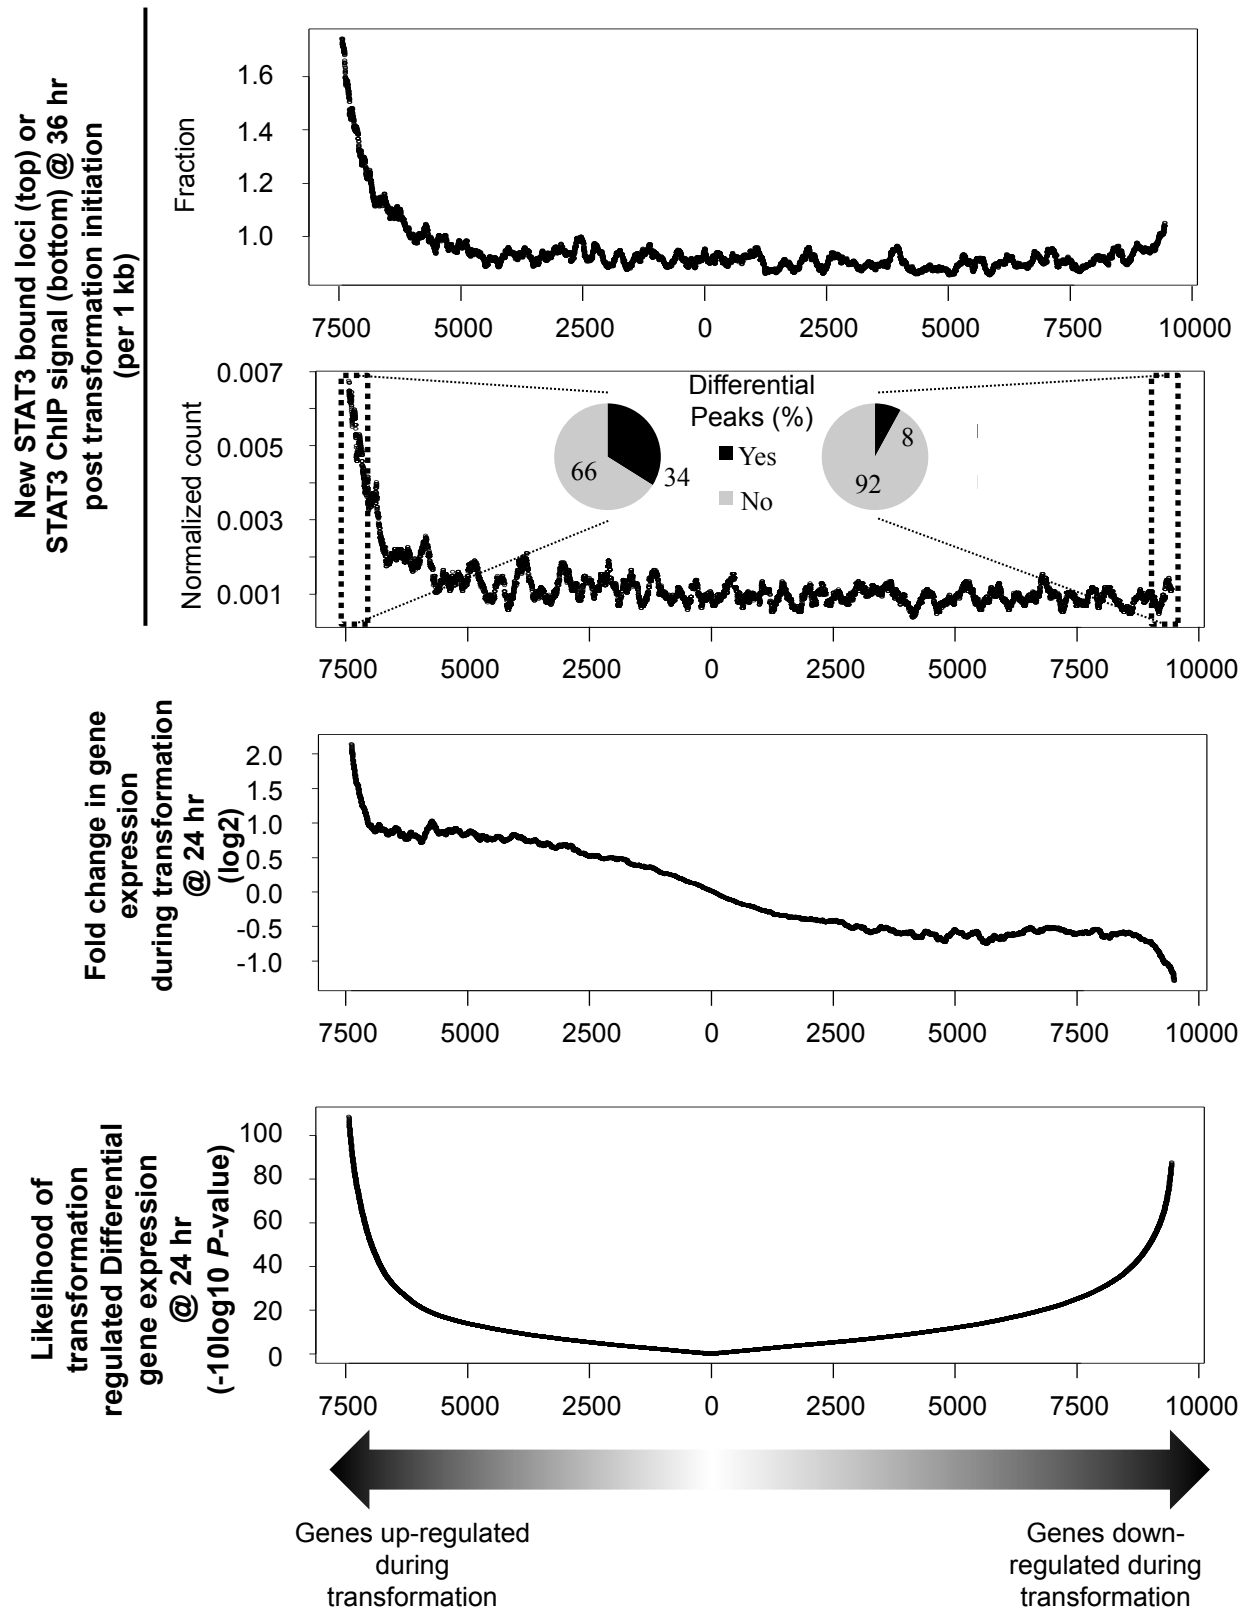 New STAT3 bound loci (top) or
STAT3 ChIP signal (bottom) @ 36 hr
post transformation initiation
(per 1 kb)
Fraction
1.6
1.4
1.2
1.0
7500 5000 2500 0 2500 5000 7500 10000
Normalized count
0.007
0.005
0.003
0.001
Differential
Peaks (%)
Yes
No
66
34
8
92
7500 5000 2500 0 2500 5000 7500 10000
Fold change in gene
expression
during transformation
@ 24 hr
(log2)
2.0
1.5
1.0
0.5
0.0
-0.5
-1.0
7500 5000 2500 0 2500 5000 7500 10000
Likelihood of
transformation
regulated Differential
gene expression
@ 24 hr
(-10log10 P-value)
100
80
60
40
20
0
7500 5000 2500 0 2500 5000 7500 10000
Genes up-regulated
during
transformation
Genes down-
regulated during
transformation